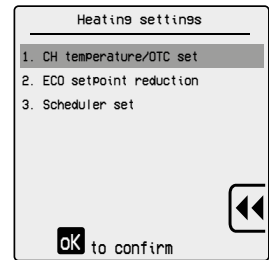 Heating settings
1. CH temperature/OTC set
2. ECO setpoint reduction
3. Scheduler set
OK to confirm